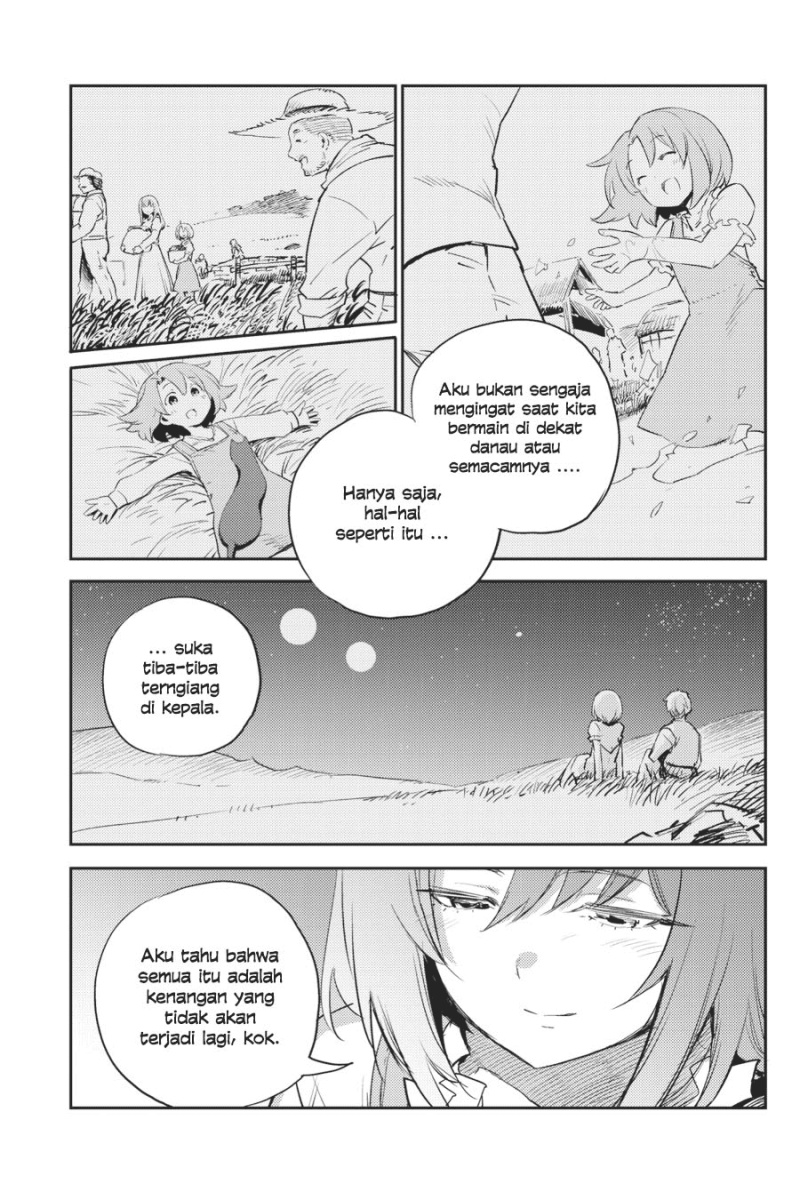 Aku bukan sengaja
mengingat saat kita
bermain di dekat
danau atau
semacamnya ....
Hanya saja,
hal-hal
seperti itu ...
... suka
tiba-tiba
terngiang
di kepala.
Aku tahu bahwa
semua itu adalah
kenangan yang
tidak akan
terjadi lagi, kok.